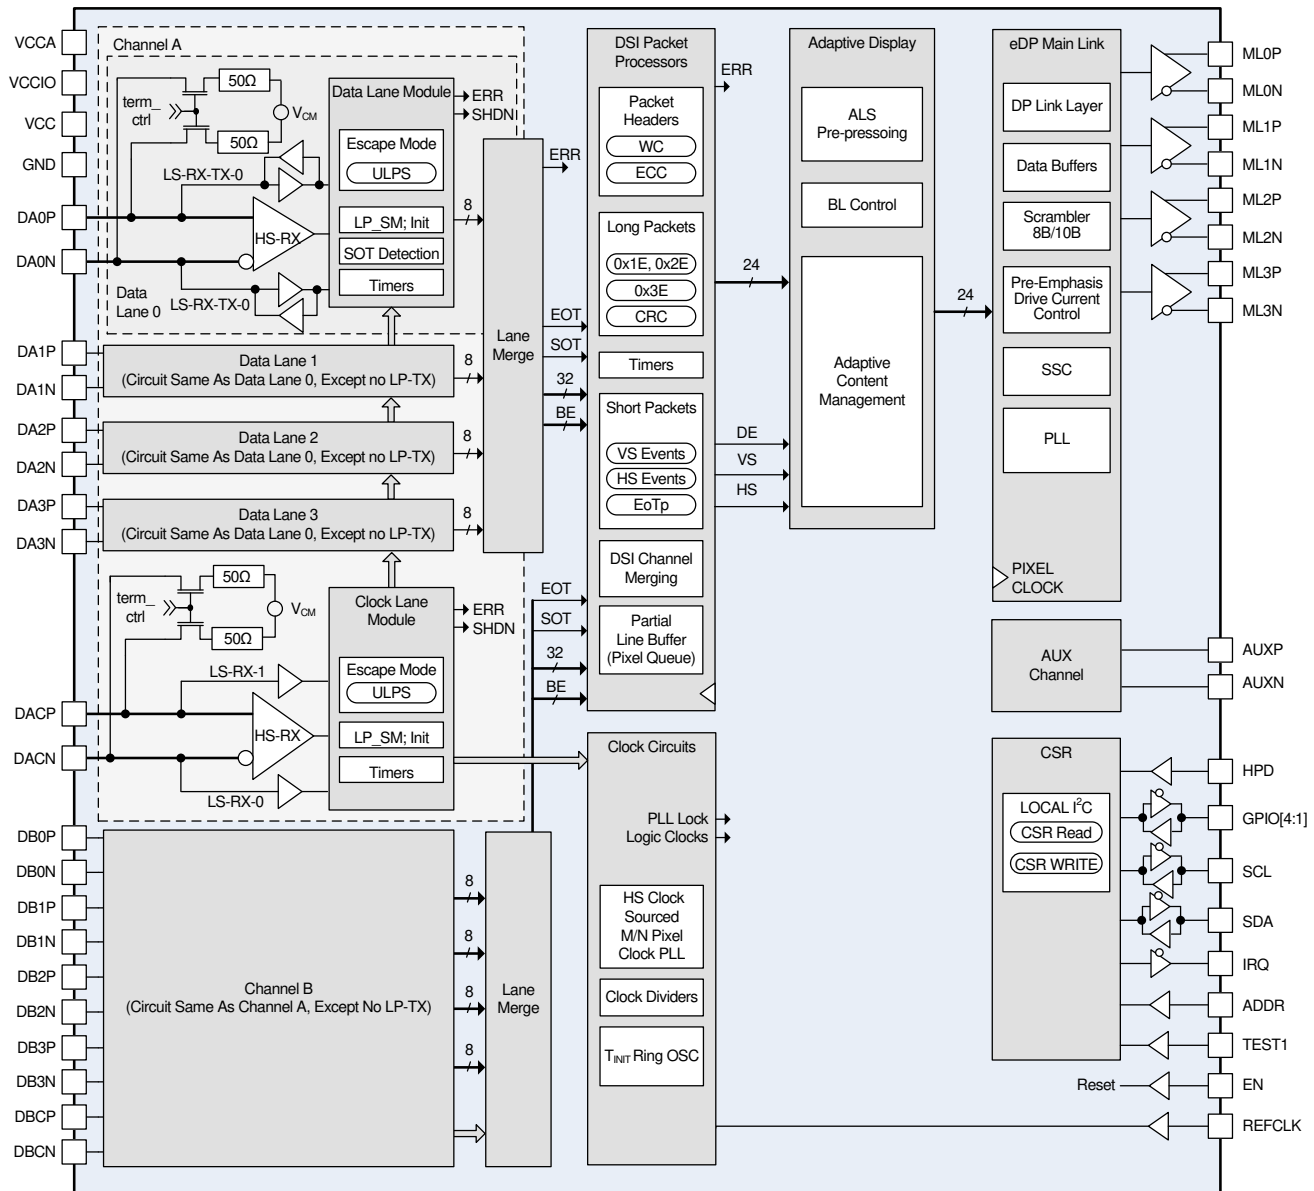 VCCA
VCCIO
VCC
GND
DA0P
DA0N
DA1P
DA1N
DA2P
DA2N
DA3P
DA3N
DACP
DACN
DB0P
DB0N
DB1P
DB1N
DB2P
DB2N
DB3P
DB3N
DBCP
DBCN
Channel A
50Ω
term_
ctrl
VCM
50Ω
LS-RX-TX-0
HS-RX
LS-RX-TX-0
Data
Lane 0
Data Lane Module
Escape Mode
ULPS
LP_SM; Init
SOT Detection
Timers
ERR
SHDN
8
Data Lane 1
(Circuit Same As Data Lane 0, Except no LP-TX)
8
Data Lane 2
(Circuit Same As Data Lane 0, Except no LP-TX)
8
Data Lane 3
(Circuit Same As Data Lane 0, Except no LP-TX)
8
50Ω
term_
ctrl
VCM
50Ω
LS-RX-1
HS-RX
LS-RX-0
Clock Lane
Module
Escape Mode
ULPS
LP_SM; Init
Timers
ERR
SHDN
Lane
Merge
ERR
EOT
SOT
32
BE
EOT
SOT
32
BE
Channel B
(Circuit Same As Channel A, Except No LP-TX)
8
8
8
8
Lane
Merge
DSI Packet
Processors
Packet
Headers
WC
ECC
Long Packets
0x1E, 0x2E
0x3E
CRC
Timers
Short Packets
VS Events
HS Events
EoTp
DSI Channel
Merging
Partial
Line Buffer
(Pixel Queue)
ERR
24
DE
VS
HS
Clock Circuits
PLL Lock
Logic Clocks
HS Clock
Sourced
M/N Pixel
Clock PLL
Clock Dividers
TINIT Ring OSC
Adaptive Display
ALS
Pre-pressoing
BL Control
Adaptive
Content
Management
24
eDP Main Link
DP Link Layer
Data Buffers
Scrambler
8B/10B
Pre-Emphasis
Drive Current
Control
SSC
PLL
PIXEL
CLOCK
AUX
Channel
CSR
LOCAL I²C
CSR Read
CSR WRITE
Reset
ML0P
ML0N
ML1P
ML1N
ML2P
ML2N
ML3P
ML3N
AUXP
AUXN
HPD
GPIO[4:1]
SCL
SDA
IRQ
ADDR
TEST1
EN
REFCLK